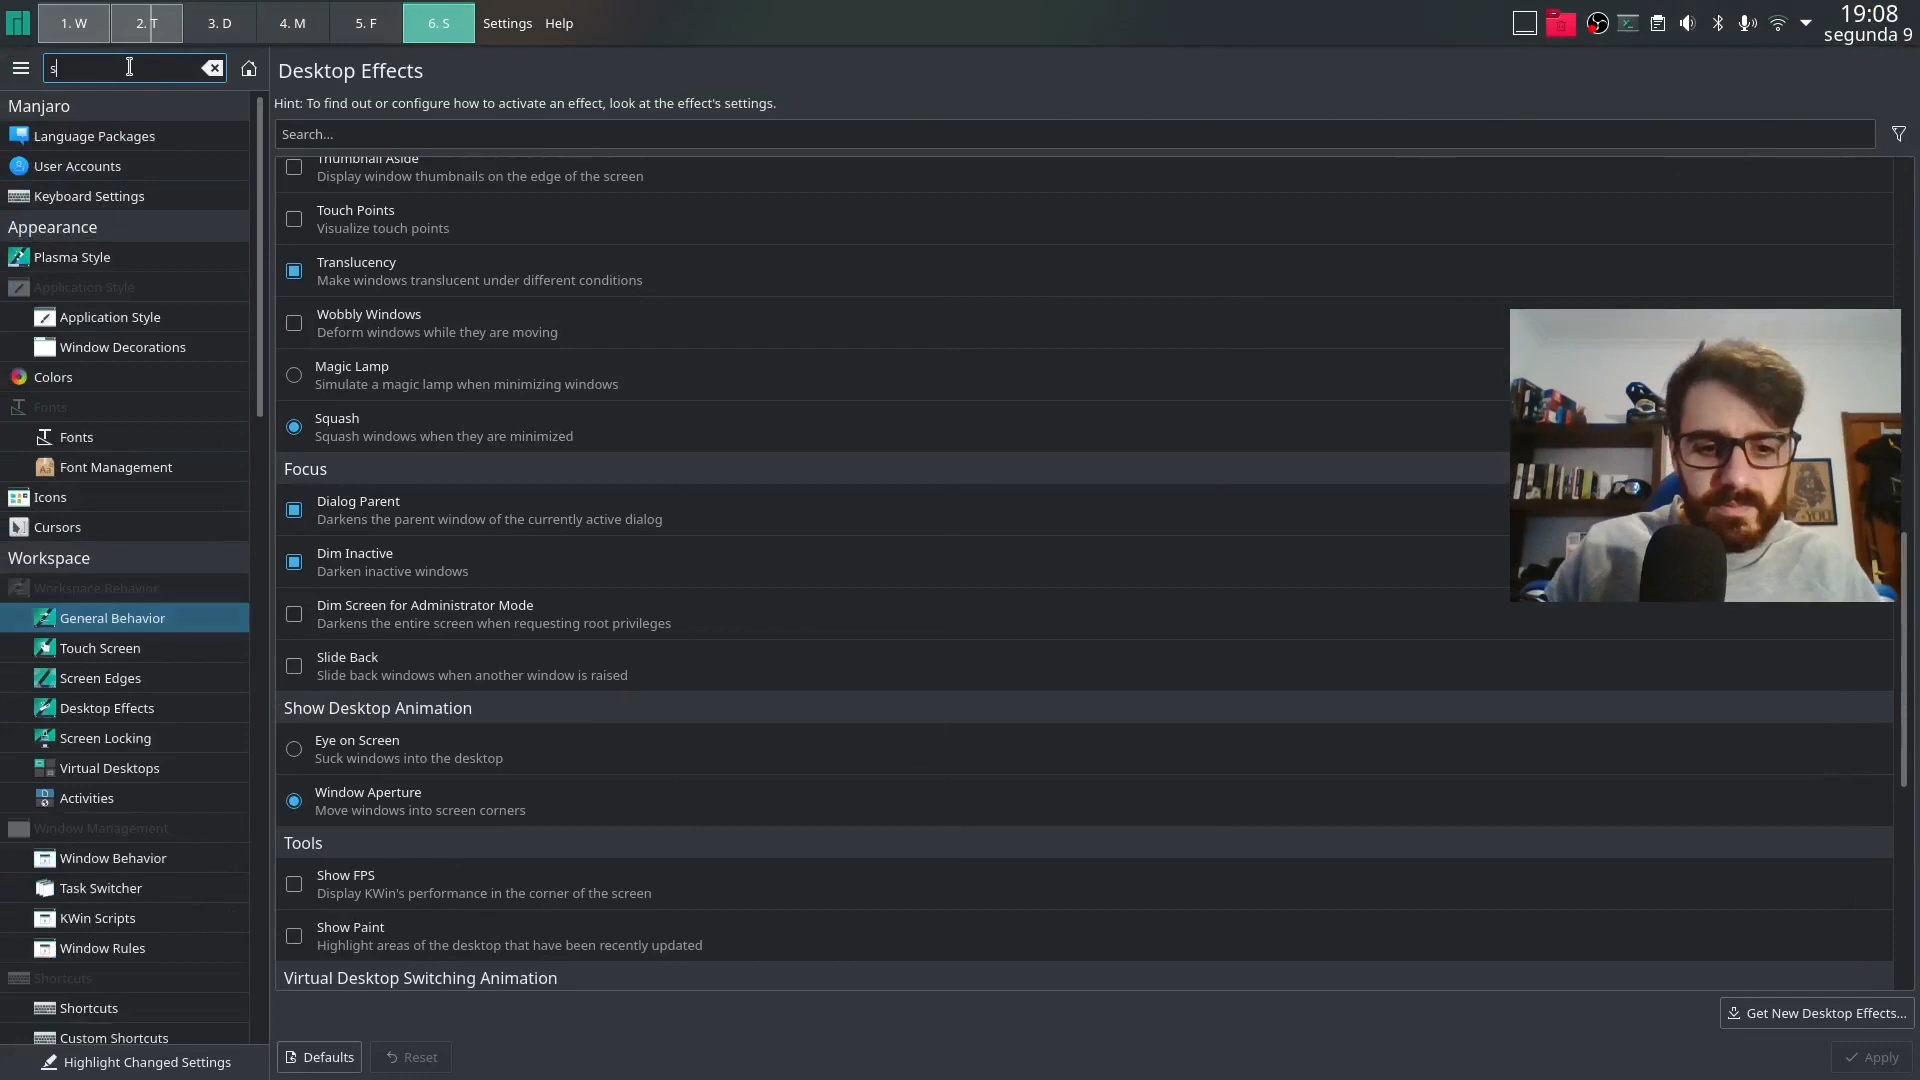 1. W
2. T
3. D
4. M
5. F
6. S
Settings
Help
19:08
segunda 9
s
Desktop Effects
Hint: To find out or configure how to activate an effect, look at the effect's settings.
Search...
Manjaro
Language Packages
User Accounts
Keyboard Settings
Appearance
Plasma Style
Application Style
Application Style
Window Decorations
Colors
Fonts
Fonts
Font Management
Icons
Cursors
Workspace
Workspace Behavior
General Behavior
Touch Screen
Screen Edges
Desktop Effects
Screen Locking
Virtual Desktops
Activities
Window Management
Window Behavior
Task Switcher
KWin Scripts
Window Rules
Shortcuts
Shortcuts
Custom Shortcuts
Highlight Changed Settings
Thumbnail Aside
Display window thumbnails on the edge of the screen
Touch Points
Visualize touch points
Translucency
Make windows translucent under different conditions
Wobbly Windows
Deform windows while they are moving
Magic Lamp
Simulate a magic lamp when minimizing windows
Squash
Squash windows when they are minimized
Focus
Dialog Parent
Darkens the parent window of the currently active dialog
Dim Inactive
Darken inactive windows
Dim Screen for Administrator Mode
Darkens the entire screen when requesting root privileges
Slide Back
Slide back windows when another window is raised
Show Desktop Animation
Eye on Screen
Suck windows into the desktop
Window Aperture
Move windows into screen corners
Tools
Show FPS
Display KWin's performance in the corner of the screen
Show Paint
Highlight areas of the desktop that have been recently updated
Virtual Desktop Switching Animation
Get New Desktop Effects...
Defaults
Reset
Apply
YOU